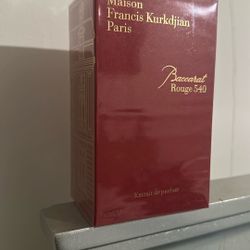 Maison
Francis Kurkdjian
Paris
Baccarat
Rouge 540
Extrait de parfum